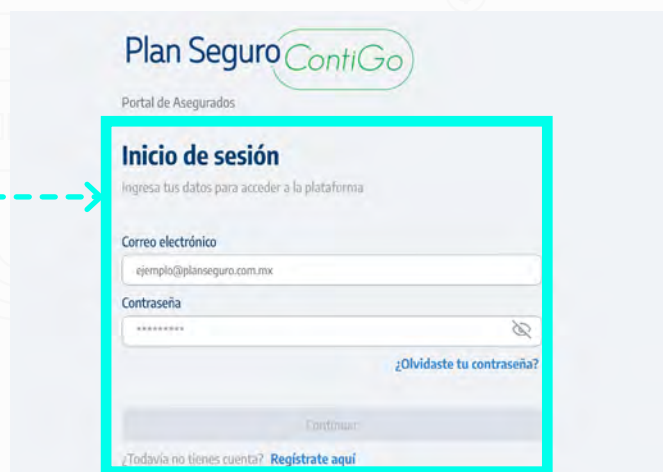 Plan Seguro ContiGo
Portal de Asegurados
Inicio de sesión
Ingresa tus datos para acceder a la plataforma
Correo electrónico
ejemplo@planseguro.com.mx
Contraseña
*********
¿Olvidaste tu contraseña?
Continuar
¿Todavía no tienes cuenta? Regístrate aquí